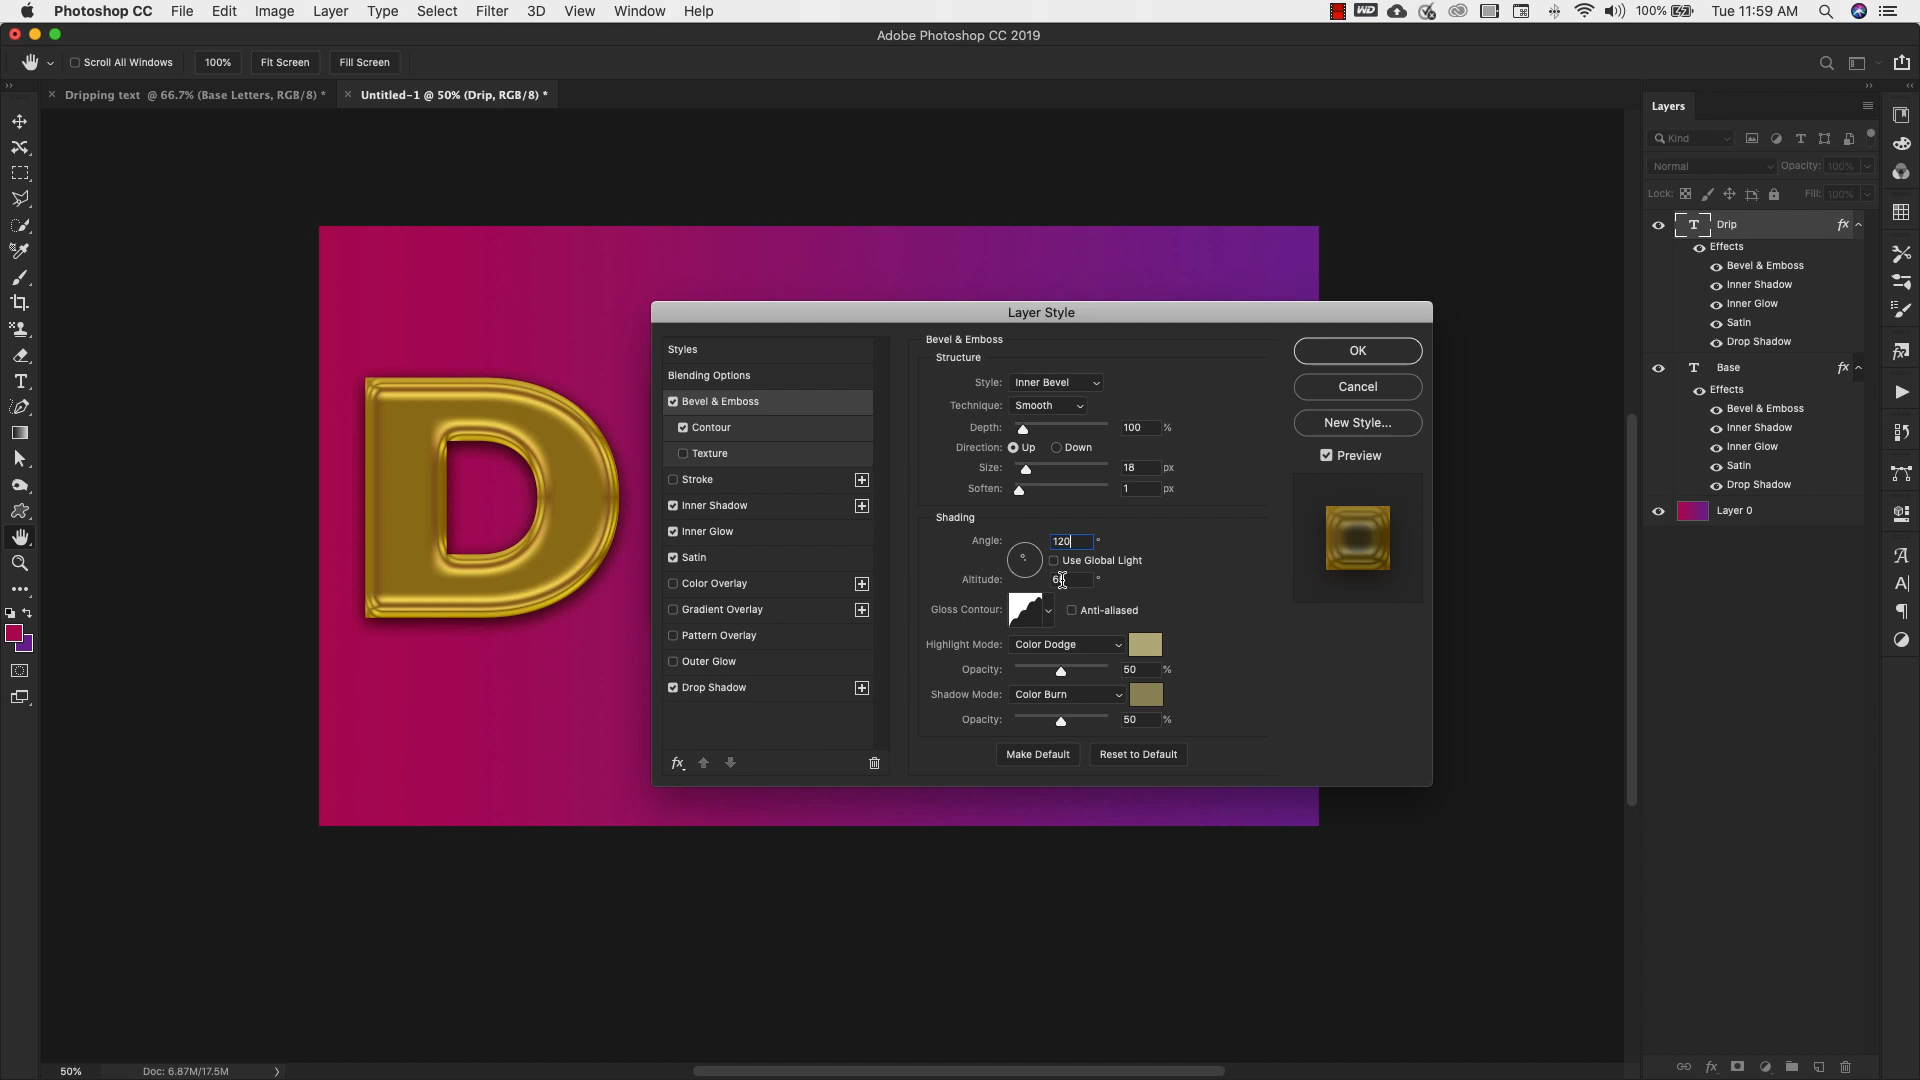 Photoshop CC File Edit Image Layer Type Select Filter 3D View Window Help 100% Tue 11:59 AM
Adobe Photoshop CC 2019
Scroll All Windows 100% Fit Screen Fill Screen
× Dripping text @ 66.7% (Base Letters, RGB/8) * × Untitled-1 @ 50% (Drip, RGB/8) *
Layers
Kind
Normal Opacity: 100%
Lock: Fill: 100%
T Drip fx
Effects
Bevel & Emboss
Inner Shadow
Inner Glow
Satin
Drop Shadow
T Base fx
Effects
Bevel & Emboss
Inner Shadow
Inner Glow
Satin
Drop Shadow
Layer 0
D
Layer Style
Styles
Blending Options
Bevel & Emboss
Contour
Texture
Stroke
Inner Shadow
Inner Glow
Satin
Color Overlay
Gradient Overlay
Pattern Overlay
Outer Glow
Drop Shadow
fx
Bevel & Emboss
Structure
Style: Inner Bevel
Technique: Smooth
Depth: 100 %
Direction: Up Down
Size: 18 px
Soften: 1 px
Shading
Angle: 120 °
Use Global Light
Altitude: °
Gloss Contour: Anti-aliased
Highlight Mode: Color Dodge
Opacity: 50 %
Shadow Mode: Color Burn
Opacity: 50 %
Make Default Reset to Default
OK
Cancel
New Style...
Preview
50% Doc: 6.87M/17.5M